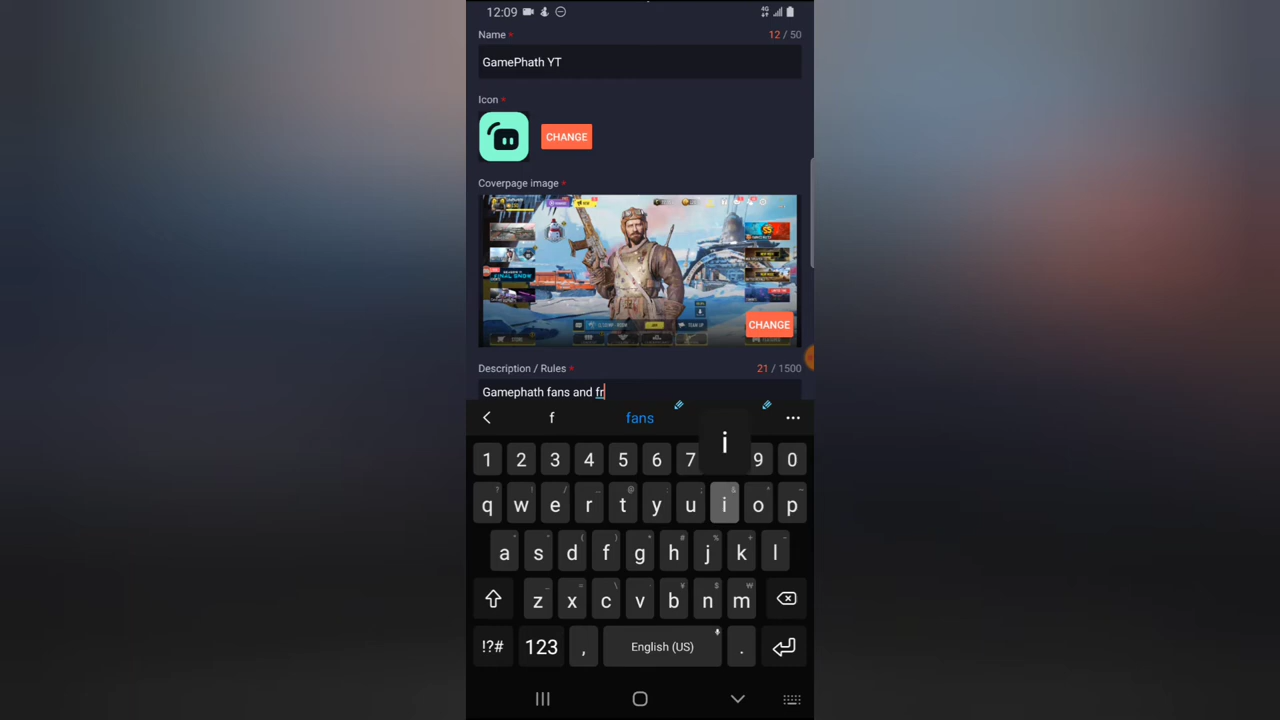 12:09
4G
Name * 12 / 50
GamePhath YT
Icon *
CHANGE
Coverpage image *
CHANGE
Description / Rules * 21 / 1500
Gamephath fans and fr
f fans
i
1 2 3 4 5 6 7 9 0
q w e r t y u i o p
a s d f g h j k l
z x c v b n m
!?# 123 , English (US) .